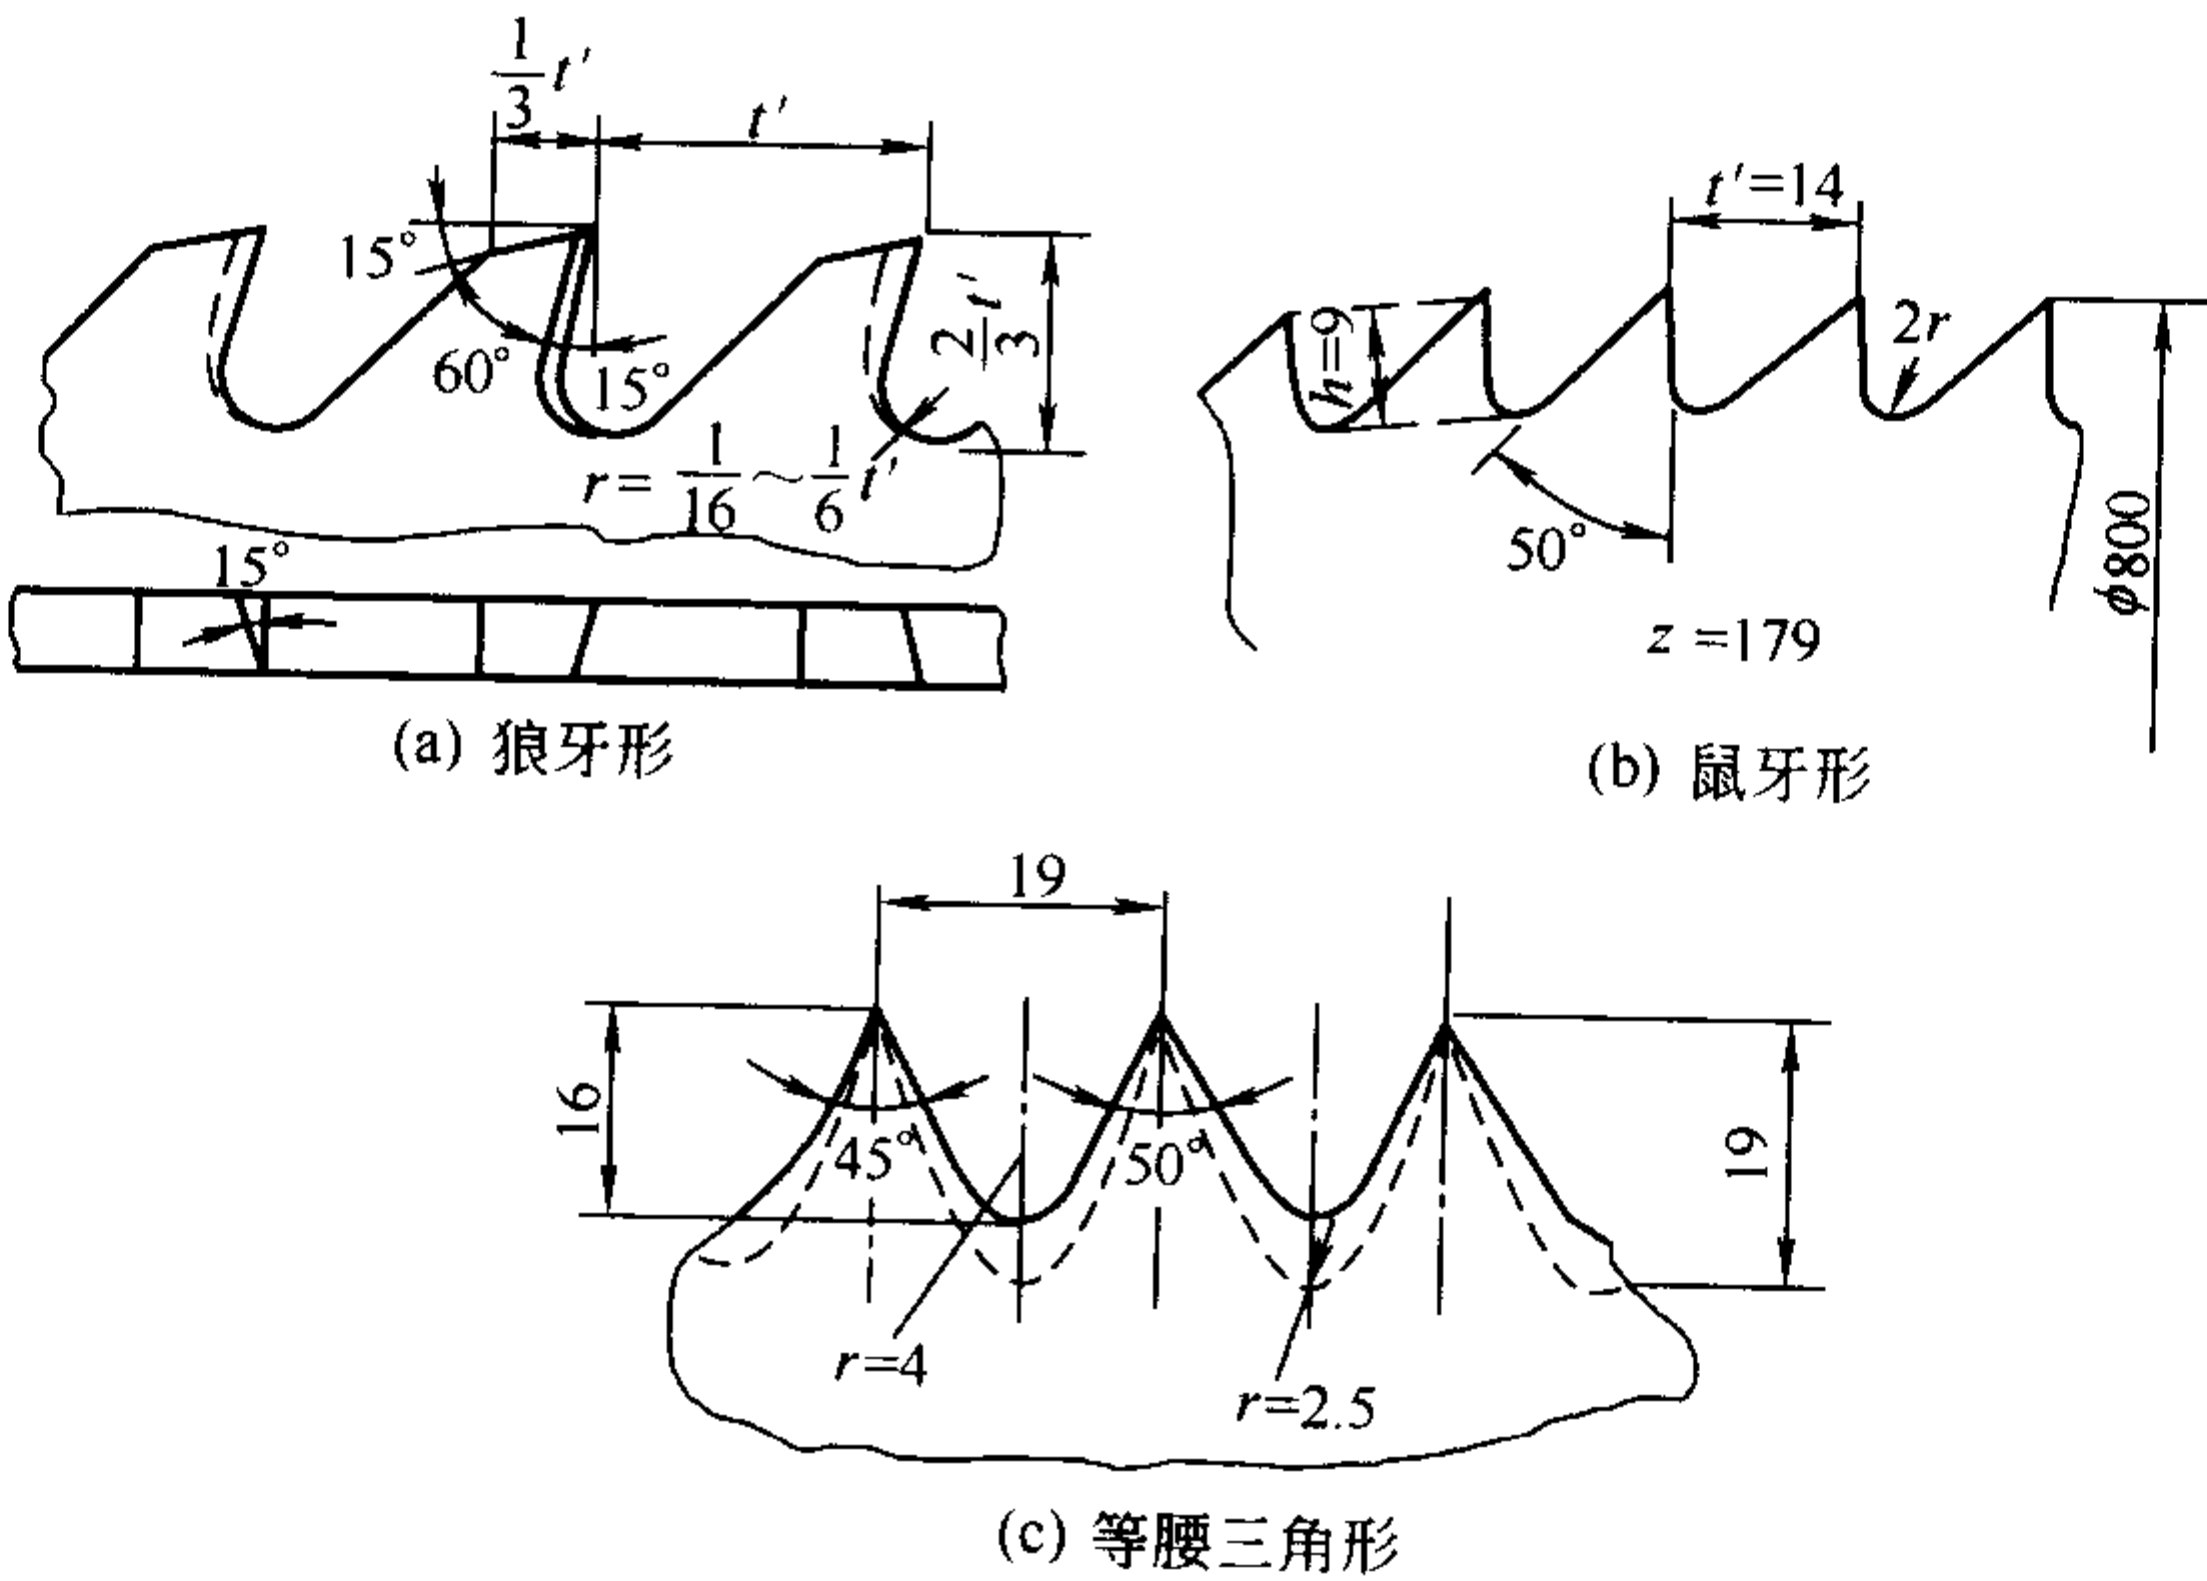 1/3 t′
t′
15°
60°
15°
2/3 t′
r= 1/16～1/6 t′
15°
(a) 狼牙形
t′=14
h=9
2r
50°
ϕ800
z =179
(b) 鼠牙形
19
16
45°
50°
19
r=4
r=2.5
(c) 等腰三角形